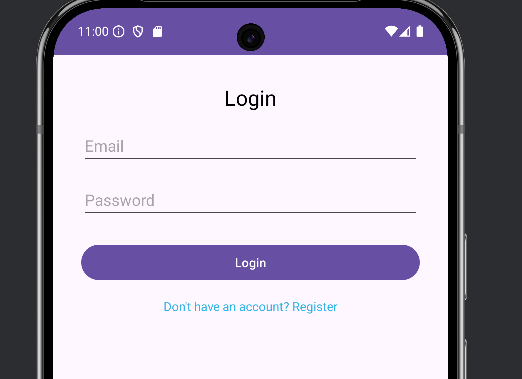 11:00
Login
Email
Password
Login
Don't have an account? Register